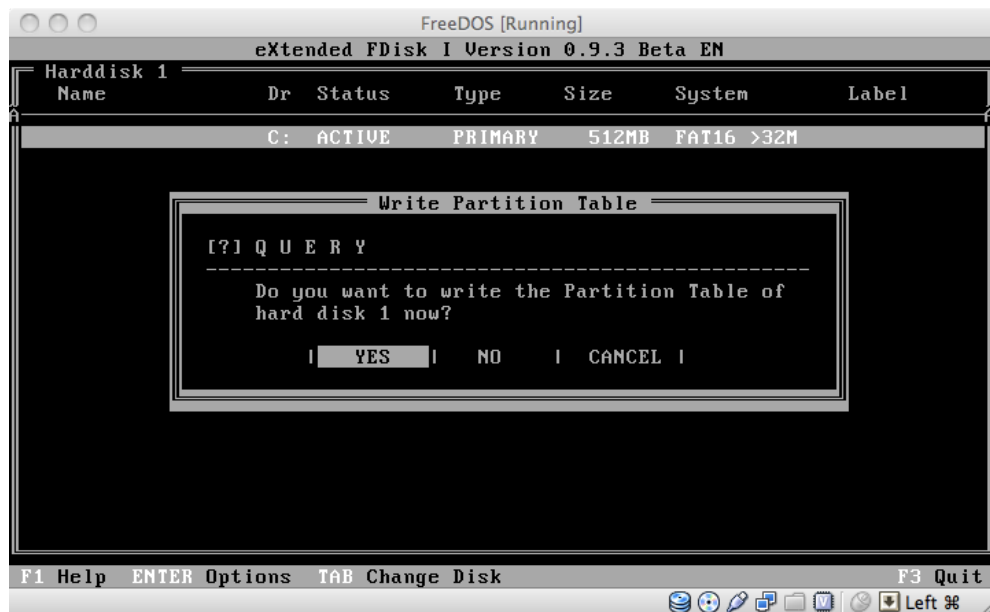 FreeDOS [Running]
eXtended FDisk I Version 0.9.3 Beta EN
Harddisk 1
Name Dr Status Type Size System Label
C: ACTIVE PRIMARY 512MB FAT16 >32M
Write Partition Table
[?] Q U E R Y
Do you want to write the Partition Table of
hard disk 1 now?
| YES | NO | CANCEL |
F1 Help ENTER Options TAB Change Disk F3 Quit
Left ⌘